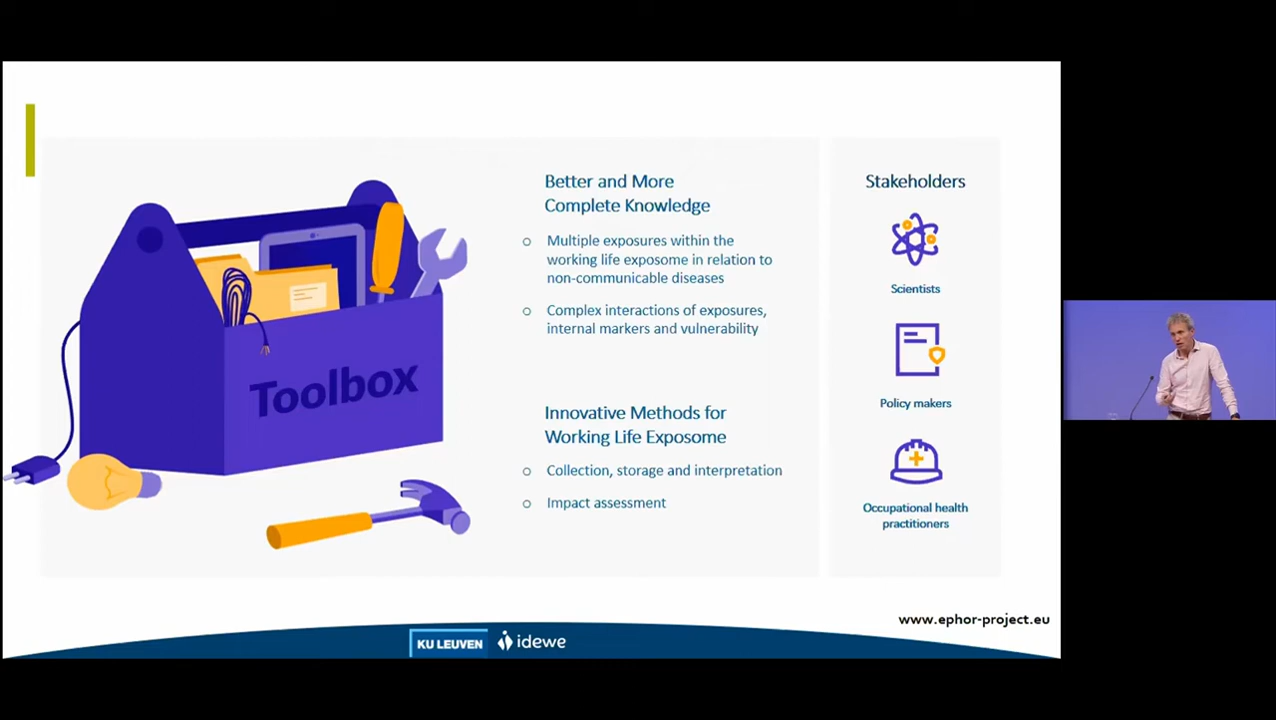 Toolbox
Better and More
Complete Knowledge
Multiple exposures within the
working life exposome in relation to
non-communicable diseases
Complex interactions of exposures,
internal markers and vulnerability
Innovative Methods for
Working Life Exposome
Collection, storage and interpretation
Impact assessment
Stakeholders
Scientists
Policy makers
Occupational health
practitioners
www.ephor-project.eu
KU LEUVEN
idewe